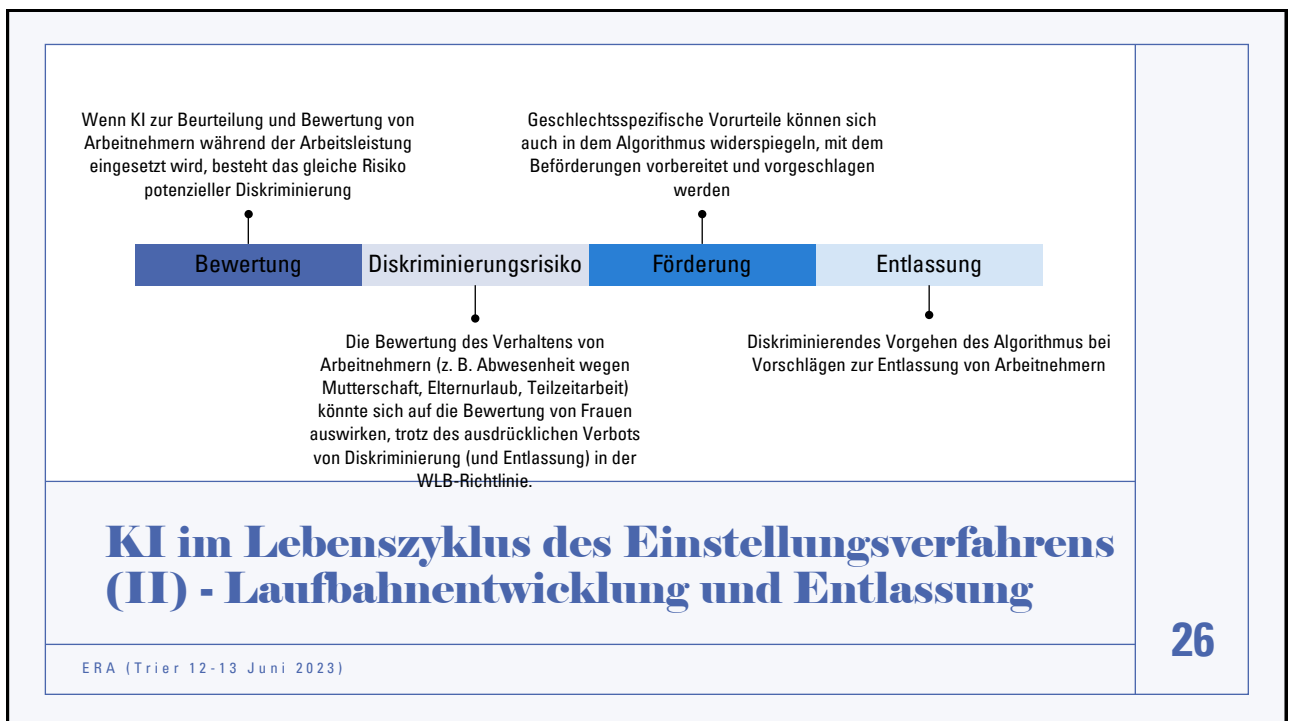 Wenn KI zur Beurteilung und Bewertung von
Arbeitnehmern während der Arbeitsleistung
eingesetzt wird, besteht das gleiche Risiko
potenzieller Diskriminierung
Geschlechtsspezifische Vorurteile können sich
auch in dem Algorithmus widerspiegeln, mit dem
Beförderungen vorbereitet und vorgeschlagen
werden
Bewertung
Diskriminierungsrisiko
Förderung
Entlassung
Die Bewertung des Verhaltens von
Arbeitnehmern (z. B. Abwesenheit wegen
Mutterschaft, Elternurlaub, Teilzeitarbeit)
könnte sich auf die Bewertung von Frauen
auswirken, trotz des ausdrücklichen Verbots
von Diskriminierung (und Entlassung) in der
WLB-Richtlinie.
Diskriminierendes Vorgehen des Algorithmus bei
Vorschlägen zur Entlassung von Arbeitnehmern
KI im Lebenszyklus des Einstellungsverfahrens
(II) - Laufbahnentwicklung und Entlassung
26
ERA (Trier 12-13 Juni 2023)